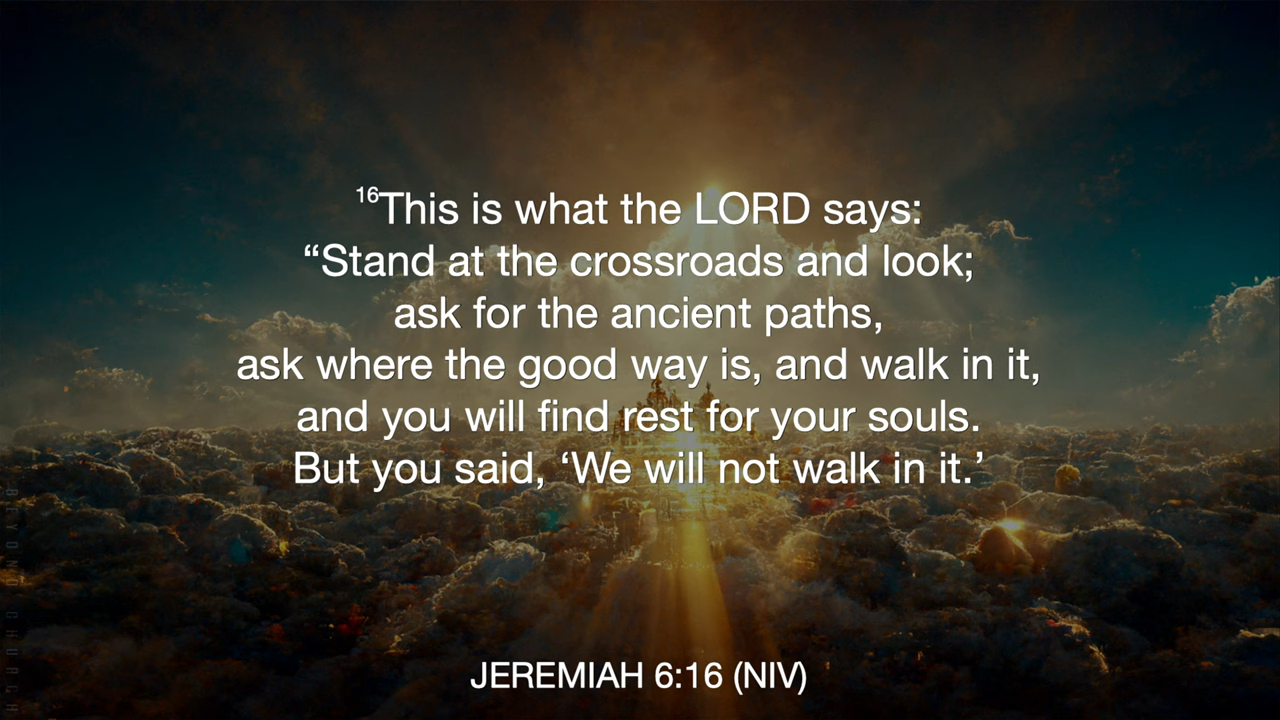 16This is what the LORD says:
“Stand at the crossroads and look;
ask for the ancient paths,
ask where the good way is, and walk in it,
and you will find rest for your souls.
But you said, ‘We will not walk in it.’
JEREMIAH 6:16 (NIV)
CHURCH